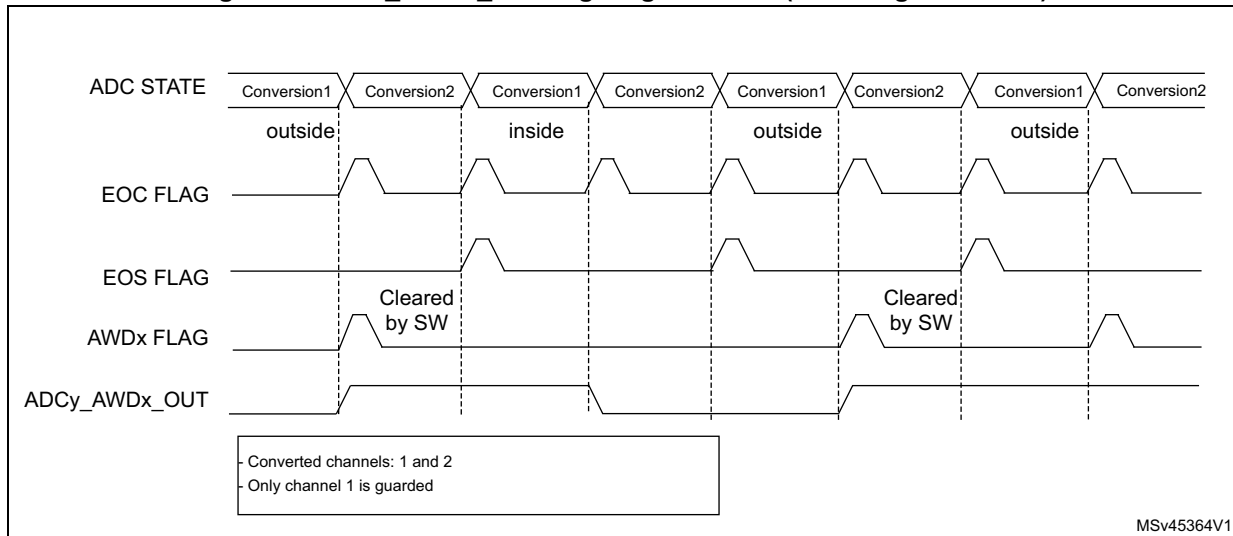 ADC STATE Conversion1 Conversion2 Conversion1 Conversion2 Conversion1 Conversion2 Conversion1 Conversion2
outside inside outside outside
EOC FLAG
EOS FLAG
Cleared by SW Cleared by SW
AWDx FLAG
ADCy_AWDx_OUT
- Converted channels: 1 and 2
- Only channel 1 is guarded
MSv45364V1